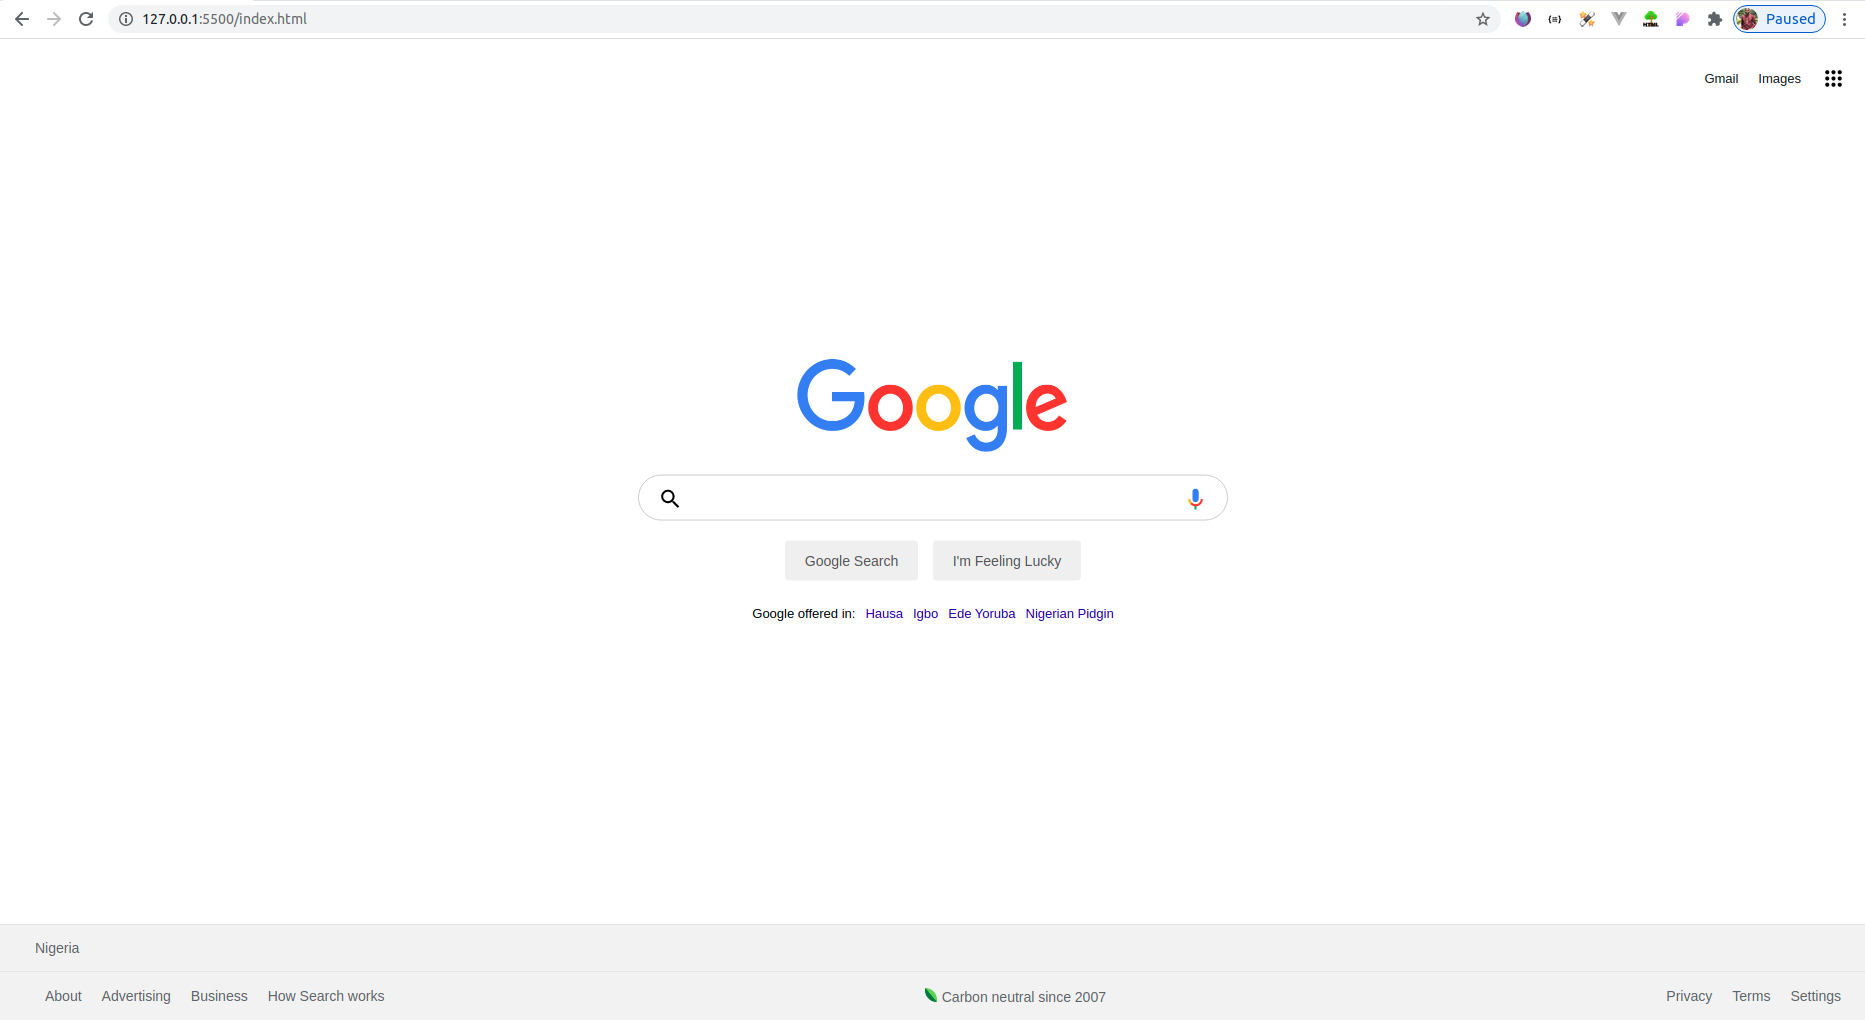 127.0.0.1:5500/index.html Paused
Gmail Images
Google
Google Search I'm Feeling Lucky
Google offered in: Hausa Igbo Ede Yoruba Nigerian Pidgin
Nigeria
About Advertising Business How Search works Carbon neutral since 2007 Privacy Terms Settings